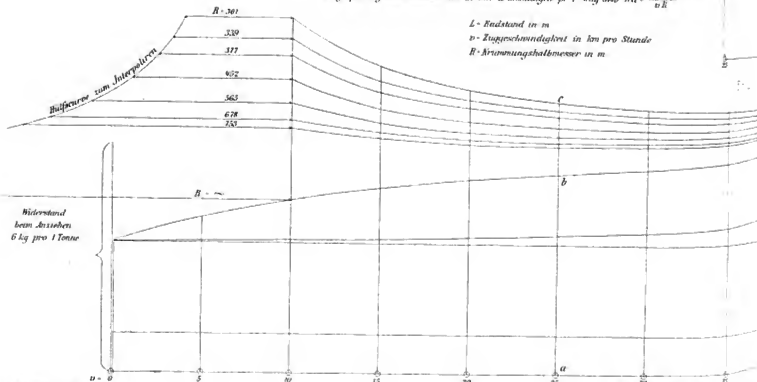 L = Radstand in m
v = Zuggeschwindigkeit in km pro Stunde
R = Krümmungshalbmesser in m
R = 301
339
377
452
565
678
753
Hülfscurve zum Interpoliren
c
b
R = ∞
Widerstand
beim Anziehen
6 kg pro 1 Tonne
a
v = 0
5
10
15
20
25